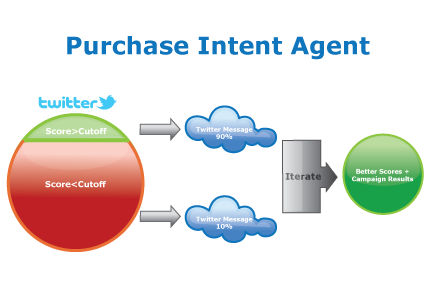 Purchase Intent Agent
twitter
Score>Cutoff
Score<Cutoff
Twitter Message
90%
Twitter Message
10%
Iterate
Better Scores +
Campaign Results